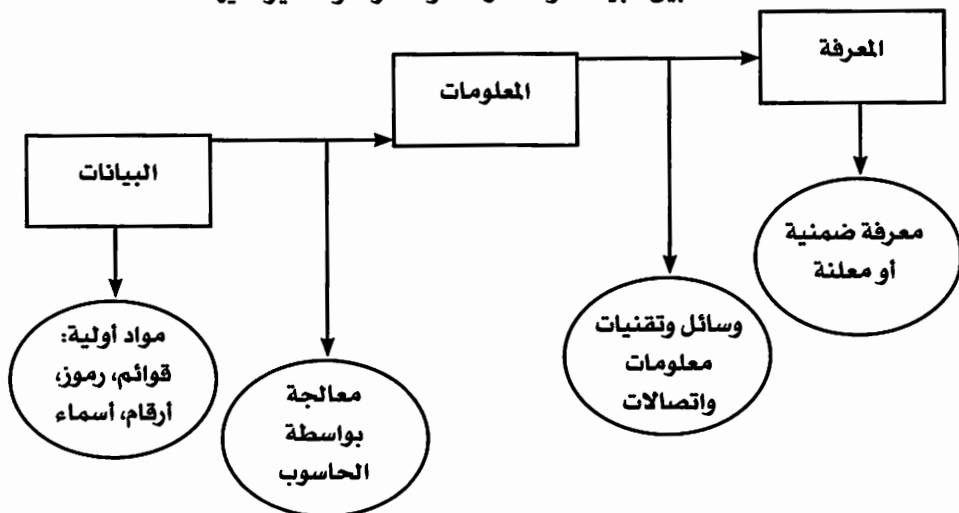 المعرفة
المعلومات
البيانات
معرفة ضمنية
أو معلنة
وسائل وتقنيات
معلومات
واتصالات
مواد أولية:
قوائم، رموز،
أرقام، أسماء
معالجة
بواسطة
الحاسوب